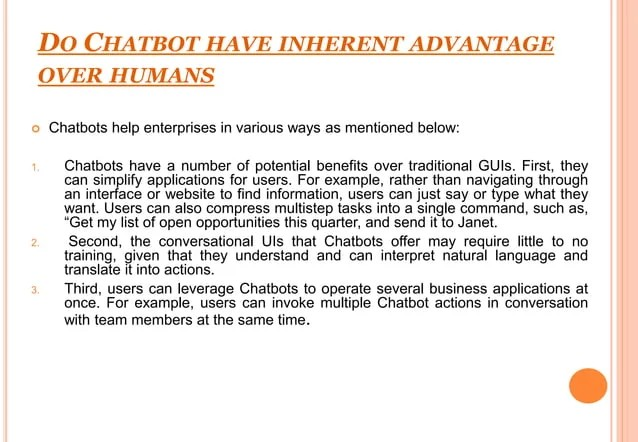 DO CHATBOT HAVE INHERENT ADVANTAGE
OVER HUMANS
Chatbots help enterprises in various ways as mentioned below:
1. Chatbots have a number of potential benefits over traditional GUIs. First, they
can simplify applications for users. For example, rather than navigating through
an interface or website to find information, users can just say or type what they
want. Users can also compress multistep tasks into a single command, such as,
“Get my list of open opportunities this quarter, and send it to Janet.
2. Second, the conversational UIs that Chatbots offer may require little to no
training, given that they understand and can interpret natural language and
translate it into actions.
3. Third, users can leverage Chatbots to operate several business applications at
once. For example, users can invoke multiple Chatbot actions in conversation
with team members at the same time.